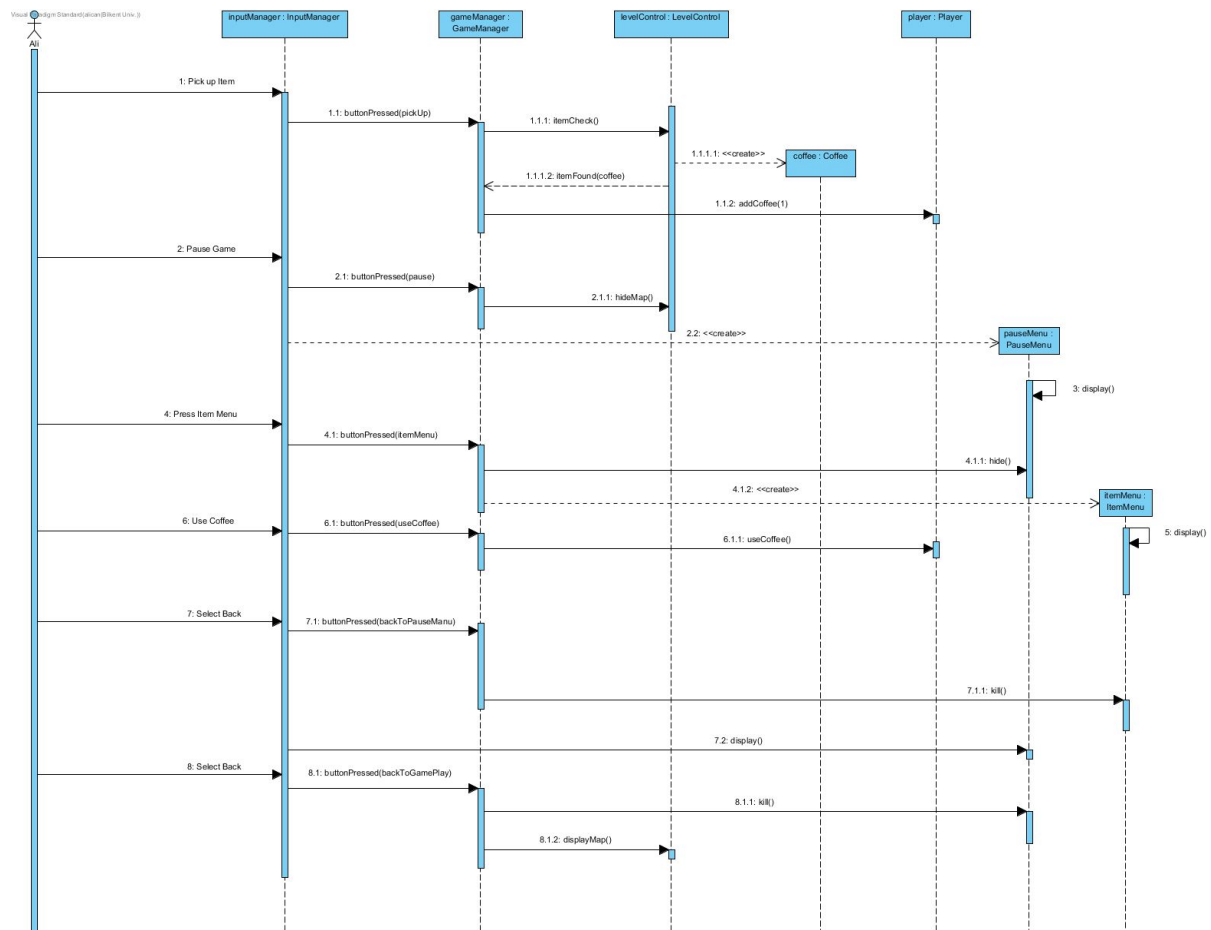 Visual Paradigm Standard(alican(Bilkent Univ.))
Ali
inputManager : InputManager
gameManager :
GameManager
levelControl : LevelControl
player : Player
1: Pick up Item
1.1: buttonPressed(pickUp)
1.1.1: itemCheck()
1.1.1.1: <<create>>
coffee : Coffee
1.1.1.2: itemFound(coffee)
1.1.2: addCoffee(1)
2: Pause Game
2.1: buttonPressed(pause)
2.1.1: hideMap()
2.2: <<create>>
pauseMenu :
PauseMenu
3: display()
4: Press Item Menu
4.1: buttonPressed(itemMenu)
4.1.1: hide()
4.1.2: <<create>>
itemMenu :
ItemMenu
6: Use Coffee
6.1: buttonPressed(useCoffee)
5: display()
6.1.1: useCoffee()
7: Select Back
7.1: buttonPressed(backToPauseManu)
7.1.1: kill()
7.2: display()
8: Select Back
8.1: buttonPressed(backToGamePlay)
8.1.1: kill()
8.1.2: displayMap()